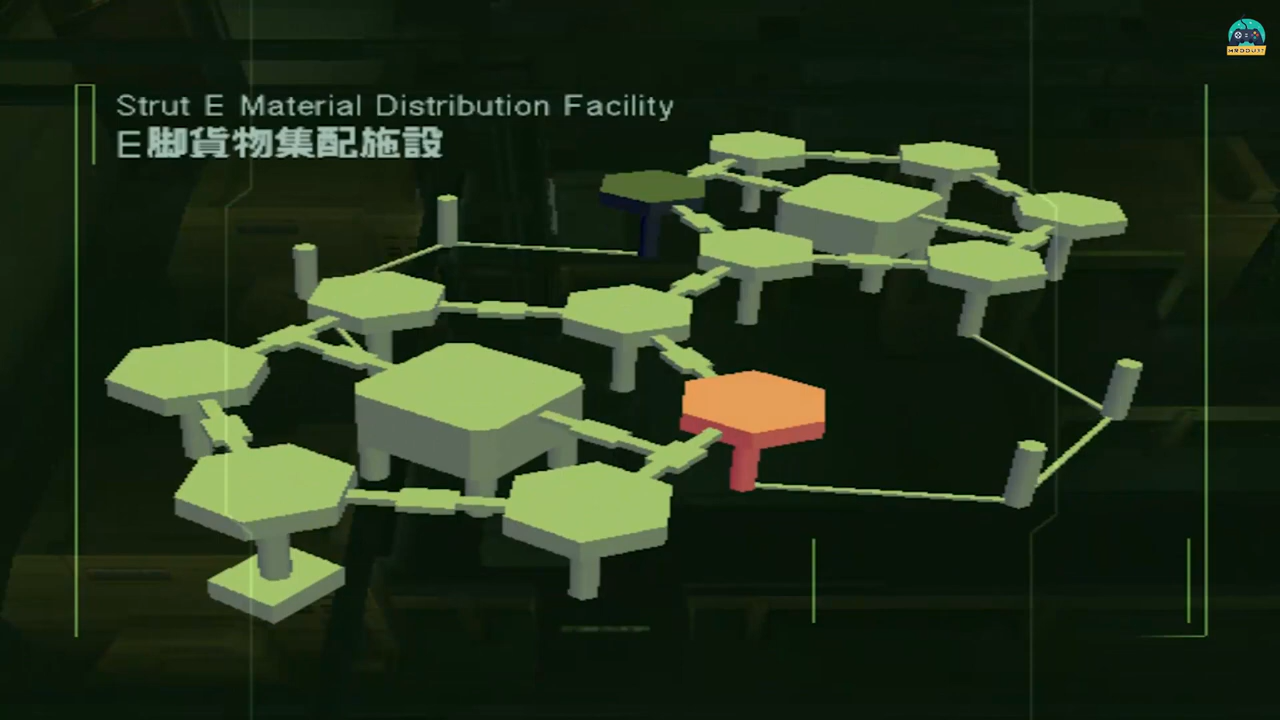 Strut E Material Distribution Facility
E脚貨物集配施設